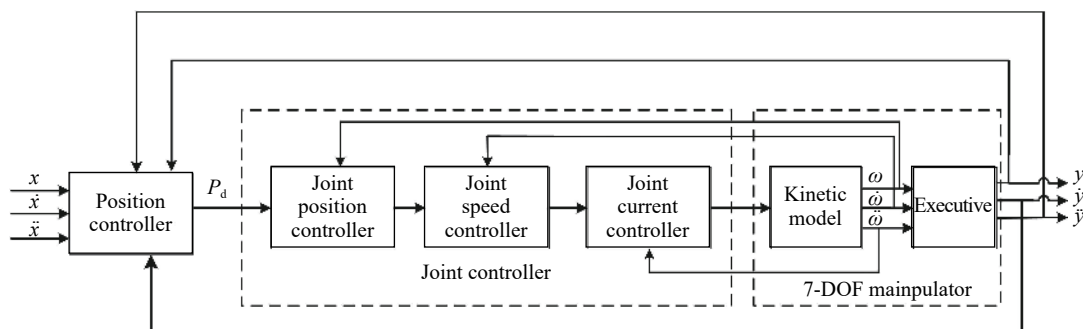 x
ẋ
ẍ
Position
controller
P_d
Joint
position
controller
Joint
speed
controller
Joint
current
controller
Joint controller
Kinetic
model
ω
ω̇
ω̈
Executive
7-DOF mainpulator
y
ẏ
ÿ